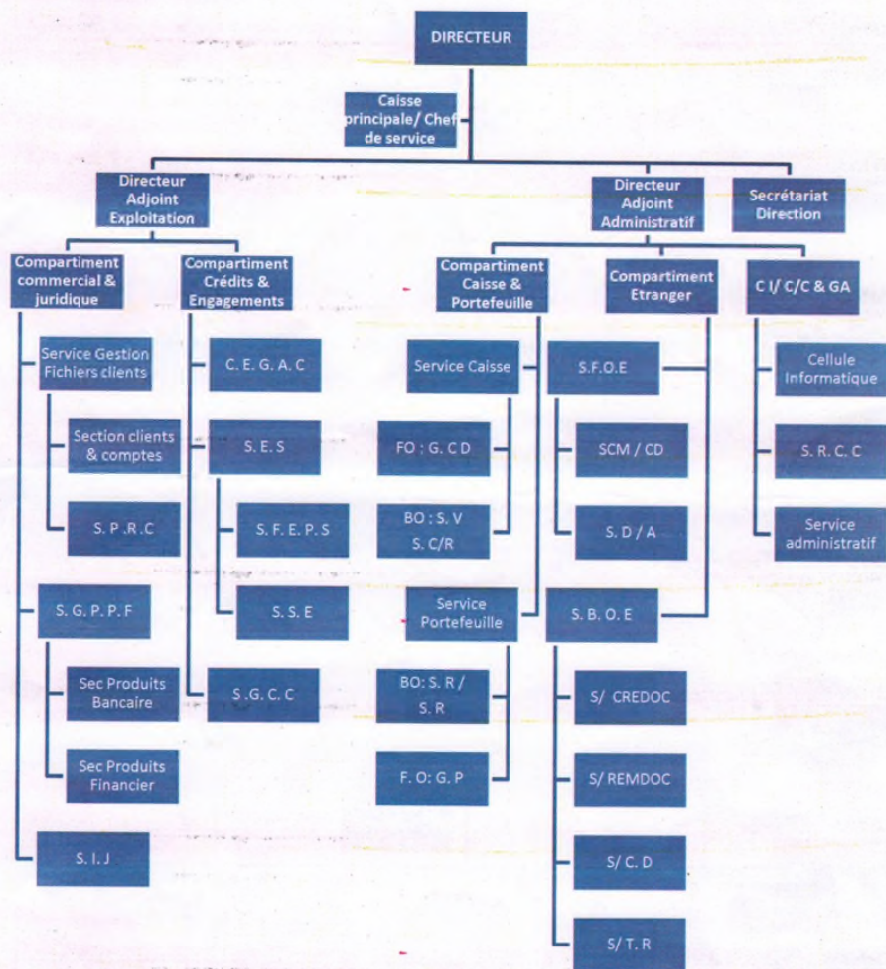 DIRECTEUR
Caisse
principale/ Chef
de service
Directeur
Adjoint
Exploitation
Directeur
Adjoint
Administratif
Secrétariat
Direction
Compartiment
commercial &
juridique
Compartiment
Crédits &
Engagements
Compartiment
Caisse &
Portefeuille
Compartiment
Etranger
C I/ C/C & GA
Service Gestion
Fichiers clients
C. E. G. A. C
Service Caisse
S.F.O.E
Cellule
Informatique
Section clients
& comptes
S. E. S
FO : G. C D
SCM / CD
S. R. C. C
S. P .R .C
S. F. E. P. S
BO : S. V
S. C/R
S. D / A
Service
administratif
S. G. P. P. F
S. S. E
Service
Portefeuille
S. B. O. E
Sec Produits
Bancaire
S .G. C. C
BO: S. R /
S. R
S/ CREDOC
Sec Produits
Financier
F. O: G. P
S/ REMDOC
S. I. J
S/ C. D
S/ T. R